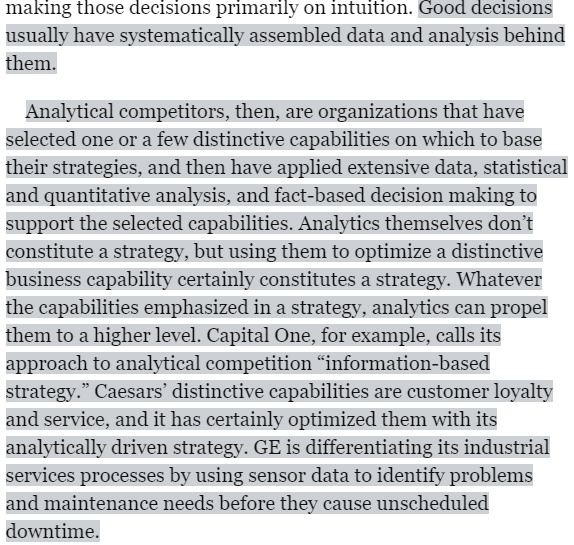 making those decisions primarily on intuition. Good decisions
usually have systematically assembled data and analysis behind
them.
Analytical competitors, then, are organizations that have
selected one or a few distinctive capabilities on which to base
their strategies, and then have applied extensive data, statistical
and quantitative analysis, and fact-based decision making to
support the selected capabilities. Analytics themselves don’t
constitute a strategy, but using them to optimize a distinctive
business capability certainly constitutes a strategy. Whatever
the capabilities emphasized in a strategy, analytics can propel
them to a higher level. Capital One, for example, calls its
approach to analytical competition “information-based
strategy.” Caesars’ distinctive capabilities are customer loyalty
and service, and it has certainly optimized them with its
analytically driven strategy. GE is differentiating its industrial
services processes by using sensor data to identify problems
and maintenance needs before they cause unscheduled
downtime.